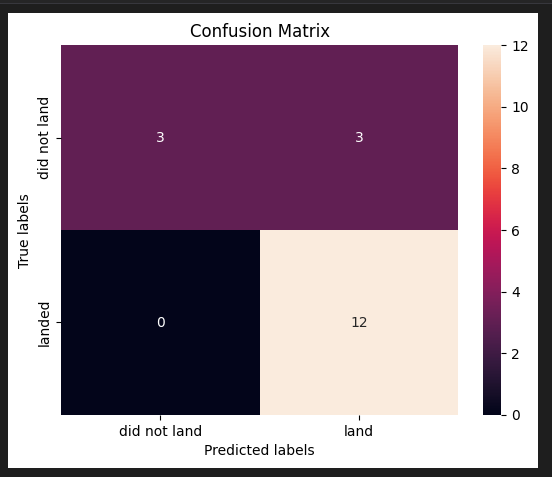 Confusion Matrix
True labels
did not land
landed
3
3
0
12
did not land
land
Predicted labels
12
10
8
6
4
2
0